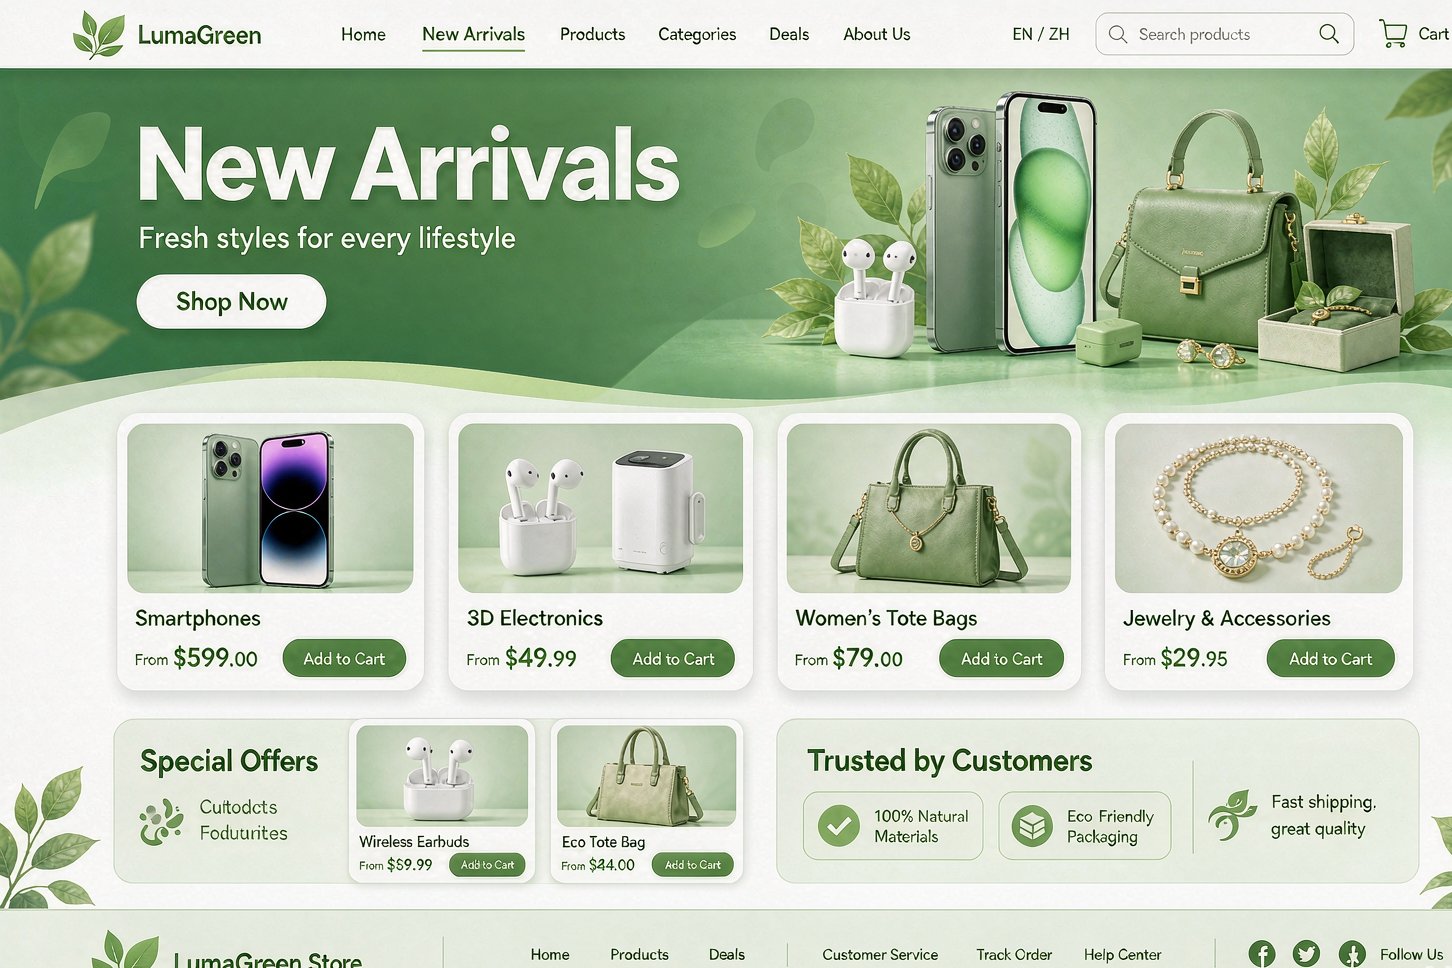 LumaGreen
Home
New Arrivals
Products
Categories
Deals
About Us
EN / ZH
Search products
Cart
New Arrivals
Fresh styles for every lifestyle
Shop Now
Smartphones
From $599.00
Add to Cart
3D Electronics
From $49.99
Add to Cart
Women's Tote Bags
From $79.00
Add to Cart
Jewelry & Accessories
From $29.95
Add to Cart
Special Offers
Cuttodcts
Foduurites
Wireless Earbuds
From $59.99
Add to Cart
Eco Tote Bag
From $44.00
Add to Cart
Trusted by Customers
100% Natural
Materials
Eco Friendly
Packaging
Fast shipping,
great quality
LumaGreen Store
Home
Products
Deals
Customer Service
Track Order
Help Center
Follow Us